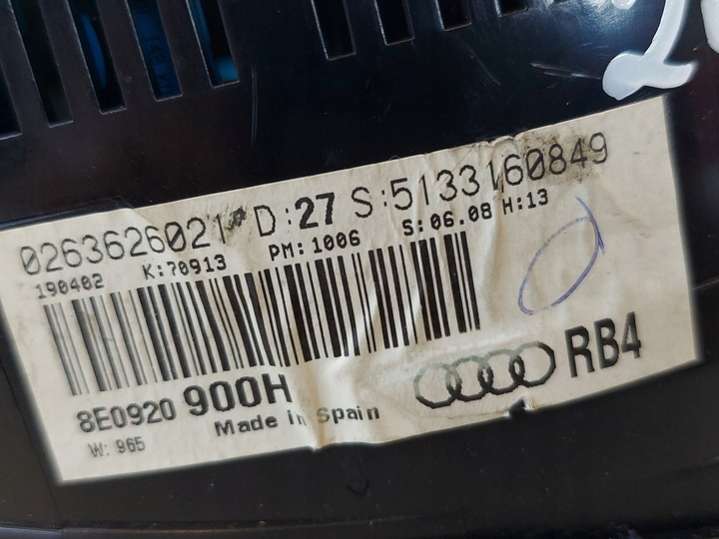 0263626021 D:27 S:5133160849
190402 K:70913 PM:1006 S:06.08 H:13
8E0920 900H RB4
Made in Spain
W: 965